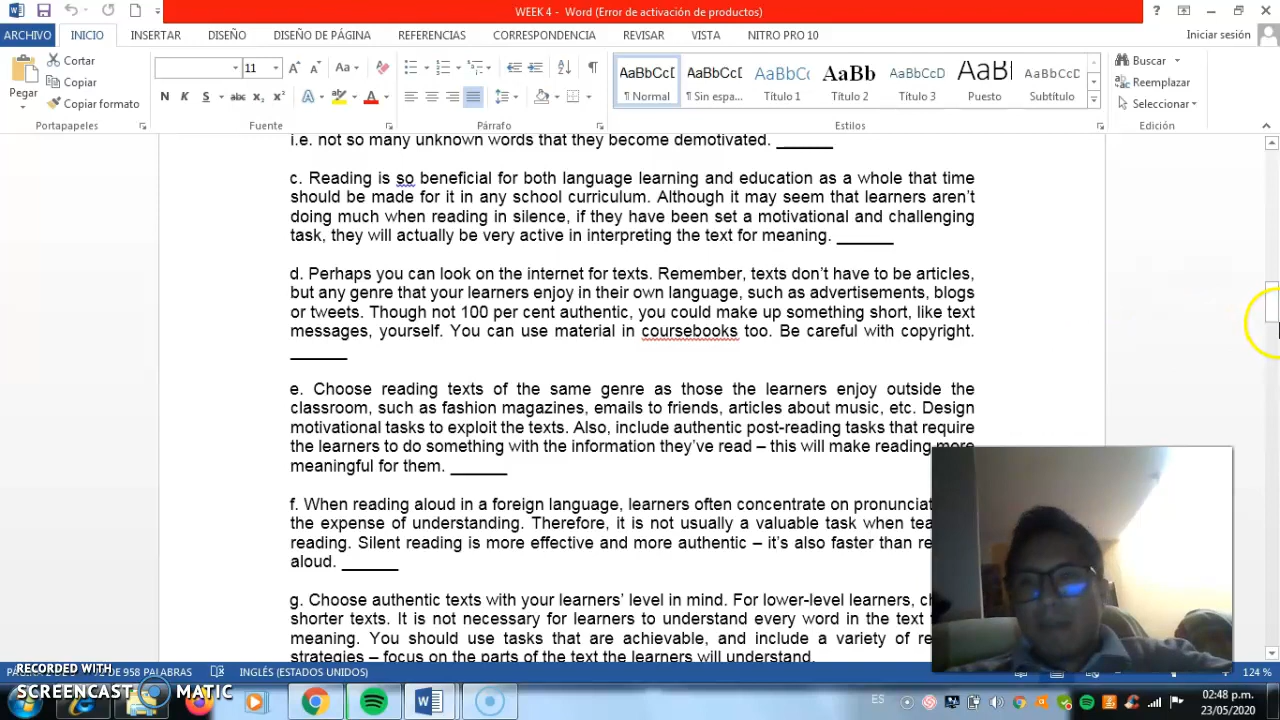 WEEK 4 - Word (Error de activación de productos)
ARCHIVO INICIO INSERTAR DISEÑO DISEÑO DE PÁGINA REFERENCIAS CORRESPONDENCIA REVISAR VISTA NITRO PRO 10 Iniciar sesión
Pegar
Cortar
Copiar
Copiar formato
Portapapeles
11
N K S abc x₂ x²
Fuente
Párrafo
AaBbCcD AaBbCcD AaBbCc AaBb AaBbCcD AaBl AaBbCcD
¶ Normal ¶ Sin espa... Título 1 Título 2 Título 3 Puesto Subtítulo
Estilos
Buscar
Reemplazar
Seleccionar
Edición
i.e. not so many unknown words that they become demotivated. ______
c. Reading is so beneficial for both language learning and education as a whole that time
should be made for it in any school curriculum. Although it may seem that learners aren't
doing much when reading in silence, if they have been set a motivational and challenging
task, they will actually be very active in interpreting the text for meaning. ______
d. Perhaps you can look on the internet for texts. Remember, texts don't have to be articles,
but any genre that your learners enjoy in their own language, such as advertisements, blogs
or tweets. Though not 100 per cent authentic, you could make up something short, like text
messages, yourself. You can use material in coursebooks too. Be careful with copyright.
______
e. Choose reading texts of the same genre as those the learners enjoy outside the
classroom, such as fashion magazines, emails to friends, articles about music, etc. Design
motivational tasks to exploit the texts. Also, include authentic post-reading tasks that require
the learners to do something with the information they've read – this will make reading more
meaningful for them. ______
f. When reading aloud in a foreign language, learners often concentrate on pronunciat
the expense of understanding. Therefore, it is not usually a valuable task when tea
reading. Silent reading is more effective and more authentic – it's also faster than re
aloud. ______
g. Choose authentic texts with your learners' level in mind. For lower-level learners, ch
shorter texts. It is not necessary for learners to understand every word in the text
meaning. You should use tasks that are achievable, and include a variety of re
strategies – focus on the parts of the text the learners will understand.
DE 958 PALABRAS INGLÉS (ESTADOS UNIDOS) 124 %
RECORDED WITH
SCREENCAST MATIC
ES
02:48 p.m.
23/05/2020